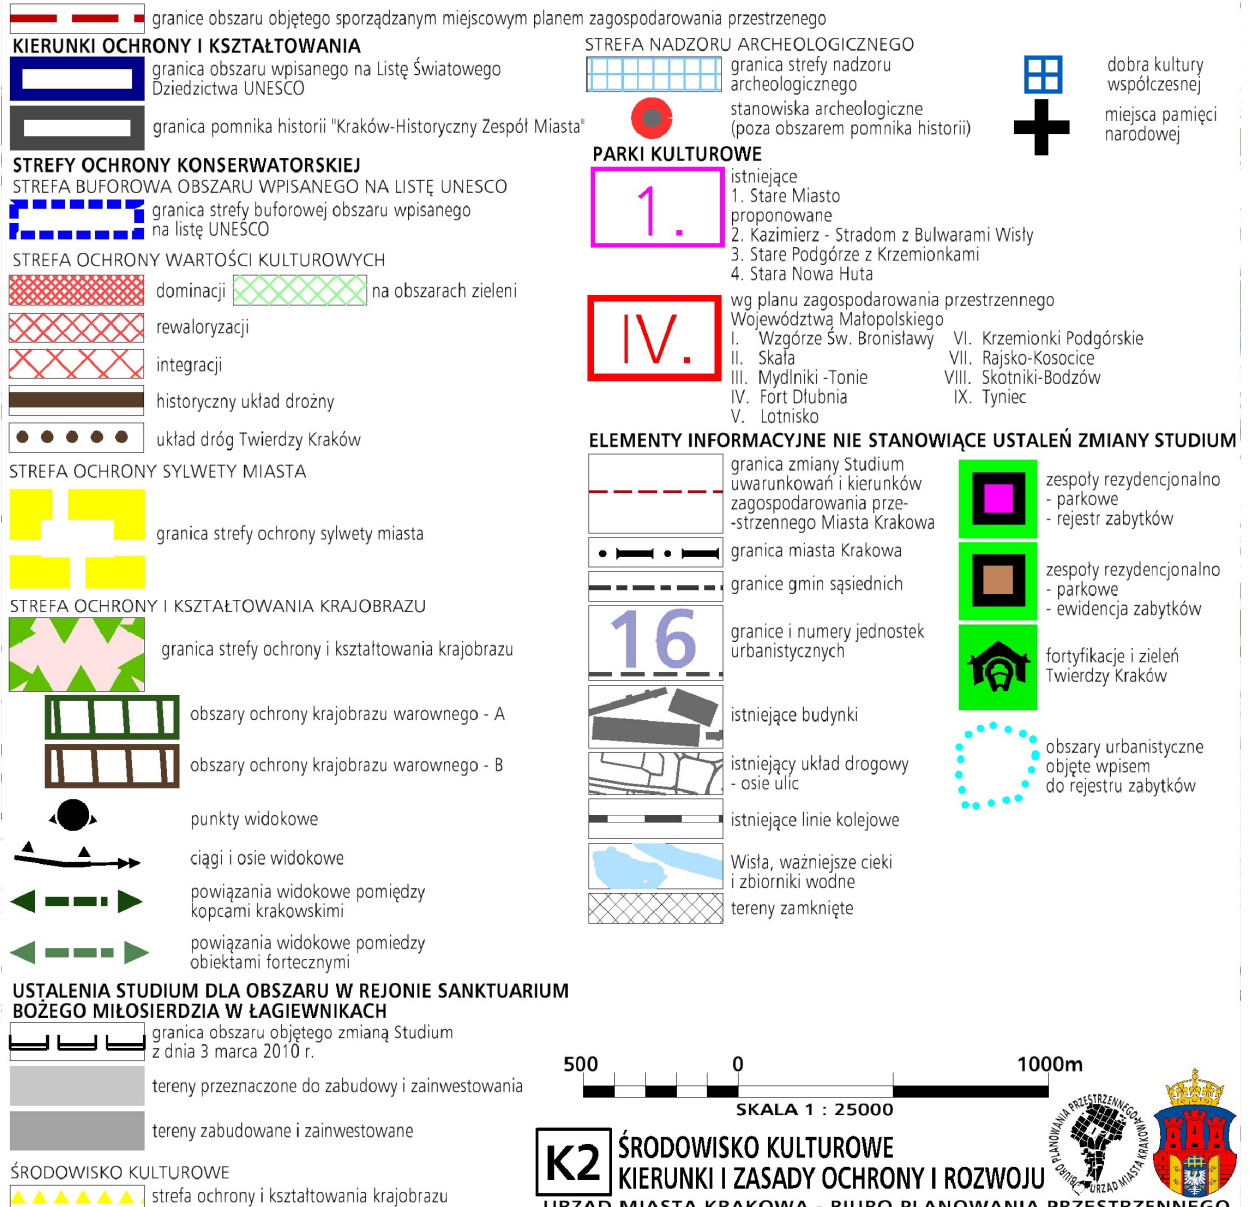 granice obszaru objętego sporządzanym miejscowym planem zagospodarowania przestrzenego
KIERUNKI OCHRONY I KSZTAŁTOWANIA
granica obszaru wpisanego na Listę Światowego
Dziedzictwa UNESCO
granica pomnika historii "Kraków-Historyczny Zespół Miasta"
STREFY OCHRONY KONSERWATORSKIEJ
STREFA BUFOROWA OBSZARU WPISANEGO NA LISTĘ UNESCO
granica strefy buforowej obszaru wpisanego
na listę UNESCO
STREFA OCHRONY WARTOŚCI KULTUROWYCH
dominacji
na obszarach zieleni
rewaloryzacji
integracji
historyczny układ drożny
układ dróg Twierdzy Kraków
STREFA OCHRONY SYLWETY MIASTA
granica strefy ochrony sylwety miasta
STREFA OCHRONY I KSZTAŁTOWANIA KRAJOBRAZU
granica strefy ochrony i kształtowania krajobrazu
obszary ochrony krajobrazu warownego - A
obszary ochrony krajobrazu warownego - B
punkty widokowe
ciągi i osie widokowe
powiązania widokowe pomiędzy
kopcami krakowskimi
powiązania widokowe pomiedzy
obiektami fortecznymi
USTALENIA STUDIUM DLA OBSZARU W REJONIE SANKTUARIUM
BOŻEGO MIŁOSIERDZIA W ŁAGIEWNIKACH
granica obszaru objętego zmianą Studium
z dnia 3 marca 2010 r.
tereny przeznaczone do zabudowy i zainwestowania
tereny zabudowane i zainwestowane
ŚRODOWISKO KULTUROWE
strefa ochrony i kształtowania krajobrazu
STREFA NADZORU ARCHEOLOGICZNEGO
granica strefy nadzoru
archeologicznego
stanowiska archeologiczne
(poza obszarem pomnika historii)
dobra kultury
współczesnej
miejsca pamięci
narodowej
PARKI KULTUROWE
1.
istniejące
1. Stare Miasto
proponowane
2. Kazimierz - Stradom z Bulwarami Wisły
3. Stare Podgórze z Krzemionkami
4. Stara Nowa Huta
IV.
wg planu zagospodarowania przestrzennego
Województwa Małopolskiego
I. Wzgórze Św. Bronisławy
II. Skała
III. Mydlniki -Tonie
IV. Fort Dłubnia
V. Lotnisko
VI. Krzemionki Podgórskie
VII. Rajsko-Kosocice
VIII. Skotniki-Bodzów
IX. Tyniec
ELEMENTY INFORMACYJNE NIE STANOWIĄCE USTALEŃ ZMIANY STUDIUM
granica zmiany Studium
uwarunkowań i kierunków
zagospodarowania prze-
-strzennego Miasta Krakowa
granica miasta Krakowa
granice gmin sąsiednich
16
granice i numery jednostek
urbanistycznych
istniejące budynki
istniejący układ drogowy
- osie ulic
istniejące linie kolejowe
Wisła, ważniejsze cieki
i zbiorniki wodne
tereny zamknięte
zespoły rezydencjonalno
- parkowe
- rejestr zabytków
zespoły rezydencjonalno
- parkowe
- ewidencja zabytków
fortyfikacje i zieleń
Twierdzy Kraków
obszary urbanistyczne
objęte wpisem
do rejestru zabytków
500 0 1000m
SKALA 1 : 25000
K2
ŚRODOWISKO KULTUROWE
KIERUNKI I ZASADY OCHRONY I ROZWOJU
BIURO PLANOWANIA PRZESTRZENNEGO
URZĄD MIASTA KRAKOWA
URZĄD MIASTA KRAKOWA - BIURO PLANOWANIA PRZESTRZENNEGO